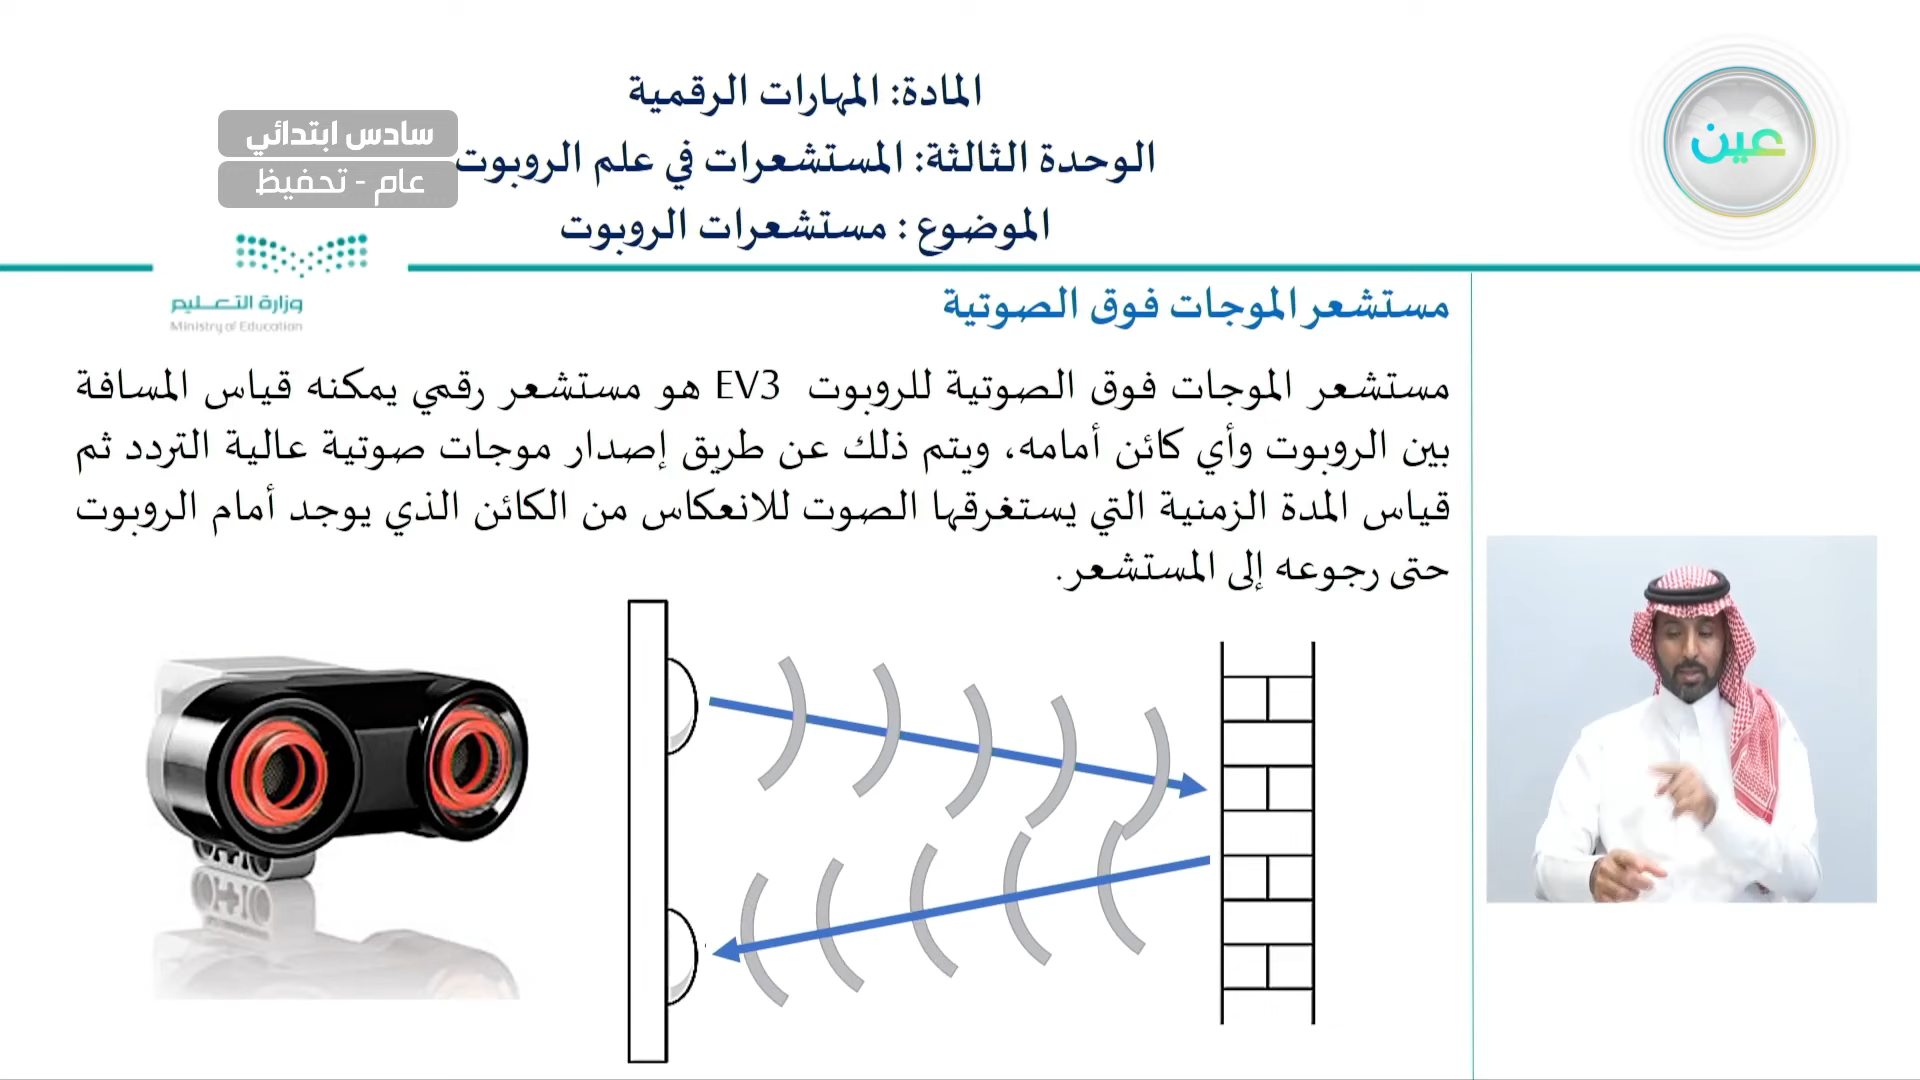 المادة: المهارات الرقمية
الوحدة الثالثة: المستشعرات في علم الروبوت
الموضوع : مستشعرات الروبوت
عين
سادس ابتدائي
عام - تحفيظ
وزارة التعليم
Ministry of Education
مستشعر الموجات فوق الصوتية
مستشعر الموجات فوق الصوتية للروبوت EV3 هو مستشعر رقمي يمكنه قياس المسافة
بين الروبوت وأي كائن أمامه، ويتم ذلك عن طريق إصدار موجات صوتية عالية التردد ثم
قياس المدة الزمنية التي يستغرقها الصوت للانعكاس من الكائن الذي يوجد أمام الروبوت
حتى رجوعه إلى المستشعر.